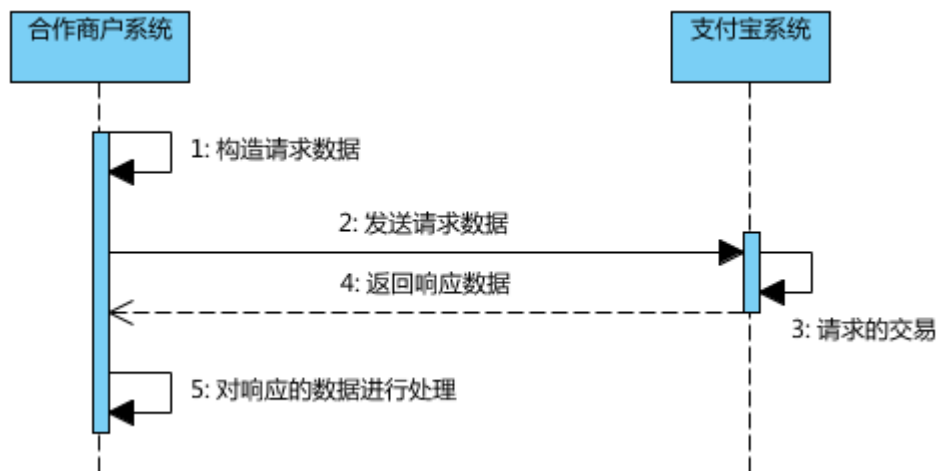 合作商户系统
支付宝系统
1: 构造请求数据
2: 发送请求数据
4: 返回响应数据
3: 请求的交易
5: 对响应的数据进行处理